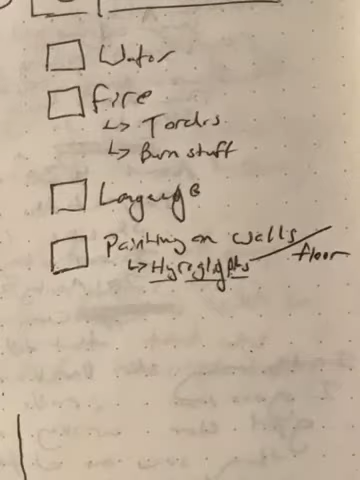 Water
Fire
↳ Torches
↳ Burn stuff
Language
Painting on walls
↳ Hyroglyphs / floor